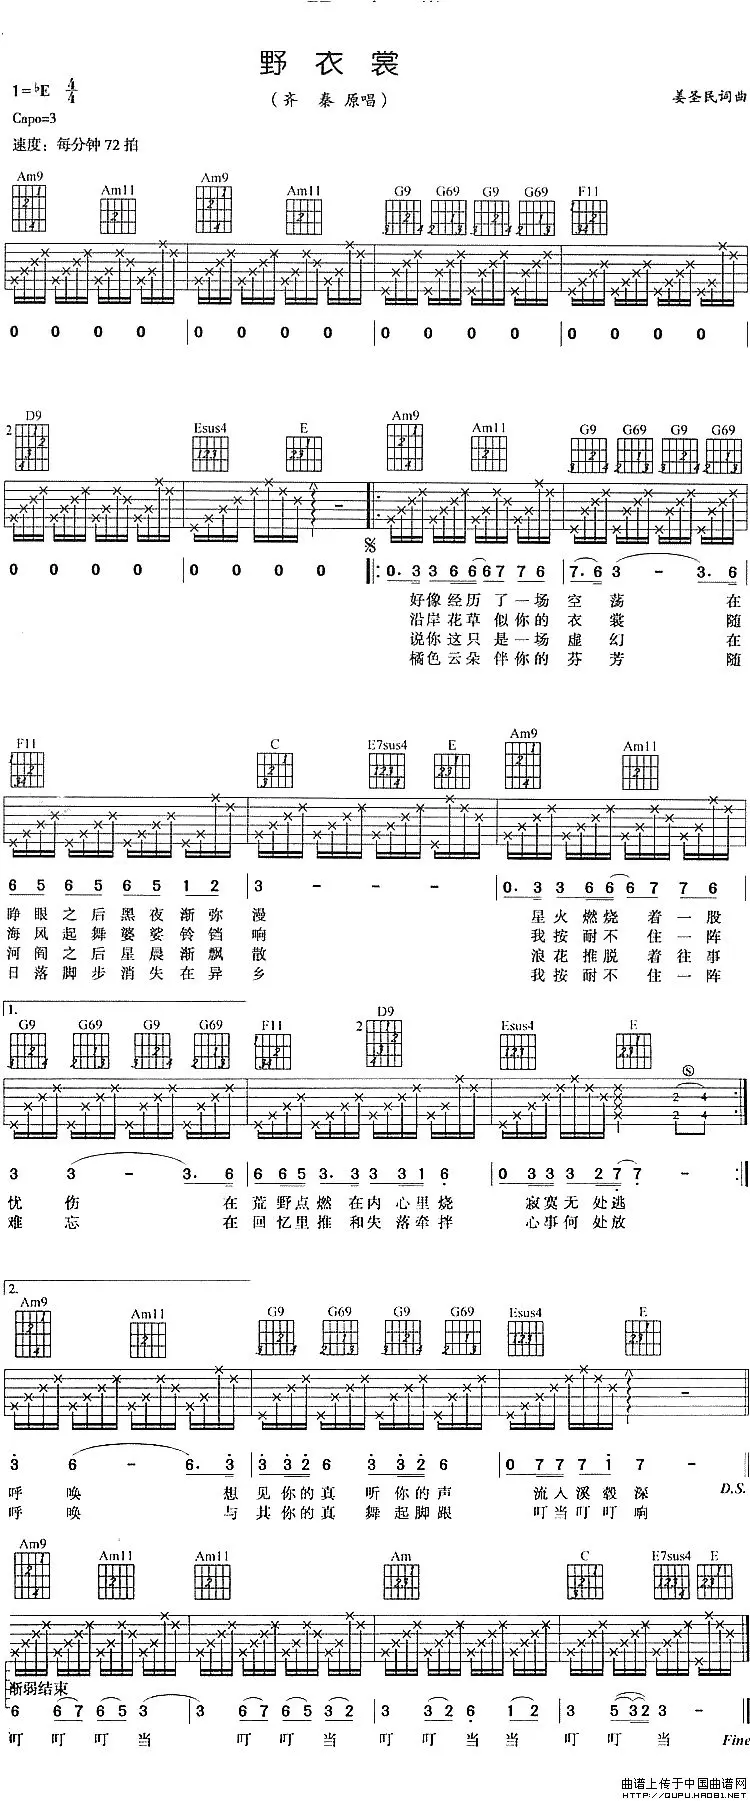 野衣裳
1=♭E 4/4
(齐 秦 原唱)
姜圣民词曲
Capo=3
速度：每分钟72拍
Am9 Am11 Am9 Am11 G9 G69 G9 G69 F11
0 0 0 0 0 0 0 0 0 0 0 0 0 0 0 0
D9 Esus4 E Am9 Am11 G9 G69 G9 G69
2
0 0 0 0 0 0 0 0 0. 3 3 6 6 6 7 7 6 7. 6 3 - 3. 6
好像经历了一场空荡在
沿岸花草似你的衣裳随
说你这只是一场虚幻在
橘色云朵伴你的芬芳随
F11 C E7sus4 E Am9 Am11
6 5 6 5 6 5 1 2 3 - - - 0. 3 3 6 6 6 7 7 6
睁眼之后黑夜渐弥漫 星火燃烧着一股
海风起舞婆娑铃铛响 我按耐不住一阵
河阎之后星晨渐飘散 浪花推脱着往事
日落脚步消失在异乡 我按耐不住一阵
1.
G9 G69 G9 G69 F11 D9 Esus4 E
2
3 3 - 3. 6 6 6 5 3. 3 3 3 1 6 0 3 3 3 2 7 7 -
忧伤 在荒野点燃在内心里烧 寂寞无处逃
难忘 在回忆里推和失落牵拌 心事何处放
2.
Am9 Am11 G9 G69 G9 G69 Esus4 E
3 6 - 6. 3 3 3 2 6 3 3 2 6 0 7 7 7 1 7 -
呼唤 想见你的真听你的声 流入溪毂深
呼唤 与其你的真舞起脚跟 叮当叮叮响
D.S.
Am9 Am11 Am11 Am C E7sus4 E
渐弱结束
6 6 7 6 5 3 3 6 7 6 5 3 2 3 3 2 6 1 2 3 5 3 2 3 -
叮 叮 叮 当 叮 叮 当 叮 叮 当 当 叮 叮 当
Fine
曲谱上传于中国曲谱网
HTTP://QUPU.HAO81.NET